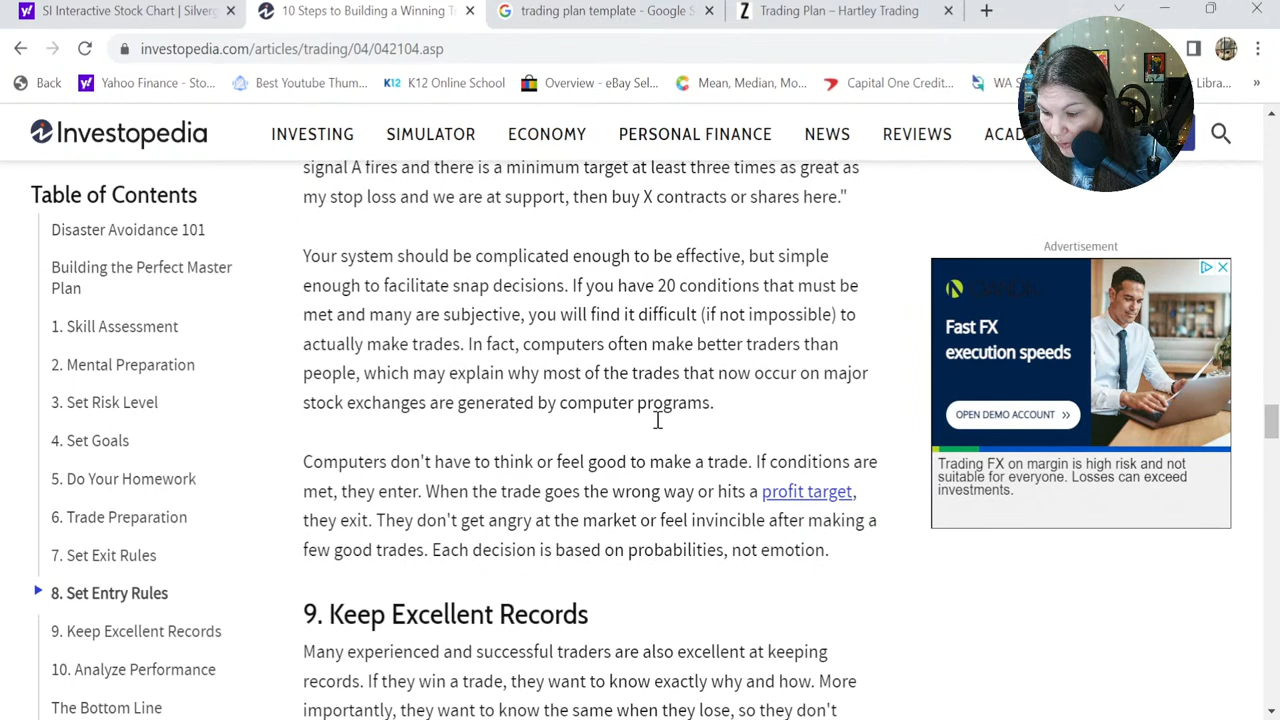 SI Interactive Stock Chart | Silverg
10 Steps to Building a Winning T
trading plan template - Google S
Trading Plan – Hartley Trading
investopedia.com/articles/trading/04/042104.asp
Back
Yahoo Finance - Sto...
Best Youtube Thum...
K12 Online School
Overview - eBay Sel...
Mean, Median, Mo...
Capital One Credit...
WA S
Libra...
Investopedia
INVESTING
SIMULATOR
ECONOMY
PERSONAL FINANCE
NEWS
REVIEWS
ACAD
Table of Contents
Disaster Avoidance 101
Building the Perfect Master
Plan
1. Skill Assessment
2. Mental Preparation
3. Set Risk Level
4. Set Goals
5. Do Your Homework
6. Trade Preparation
7. Set Exit Rules
8. Set Entry Rules
9. Keep Excellent Records
10. Analyze Performance
The Bottom Line
signal A fires and there is a minimum target at least three times as great as
my stop loss and we are at support, then buy X contracts or shares here."
Your system should be complicated enough to be effective, but simple
enough to facilitate snap decisions. If you have 20 conditions that must be
met and many are subjective, you will find it difficult (if not impossible) to
actually make trades. In fact, computers often make better traders than
people, which may explain why most of the trades that now occur on major
stock exchanges are generated by computer programs.
Computers don't have to think or feel good to make a trade. If conditions are
met, they enter. When the trade goes the wrong way or hits a profit target,
they exit. They don't get angry at the market or feel invincible after making a
few good trades. Each decision is based on probabilities, not emotion.
9. Keep Excellent Records
Many experienced and successful traders are also excellent at keeping
records. If they win a trade, they want to know exactly why and how. More
importantly, they want to know the same when they lose, so they don't
Advertisement
Fast FX
execution speeds
OPEN DEMO ACCOUNT
Trading FX on margin is high risk and not
suitable for everyone. Losses can exceed
investments.